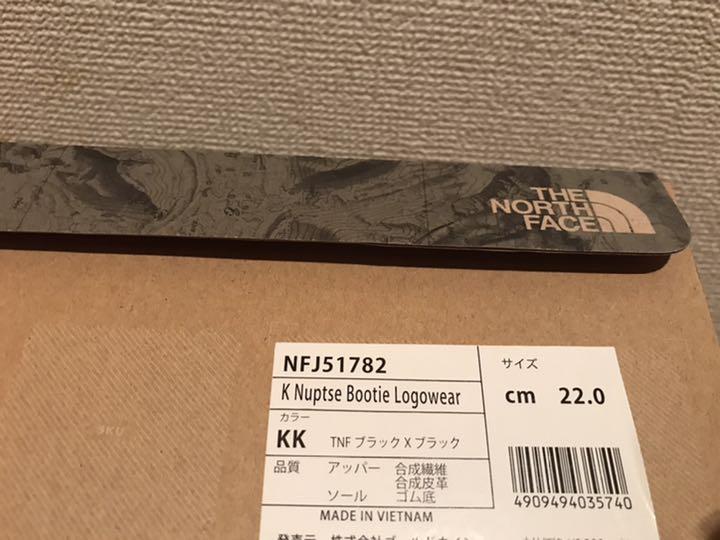 THE
NORTH
FACE
SKU
NFJ51782
K Nuptse Bootie Logowear
サイズ
cm 22.0
カラー
KK TNF ブラック X ブラック
品質 アッパー 合成繊維
合成皮革
ソール ゴム底
4909494035740
MADE IN VIETNAM